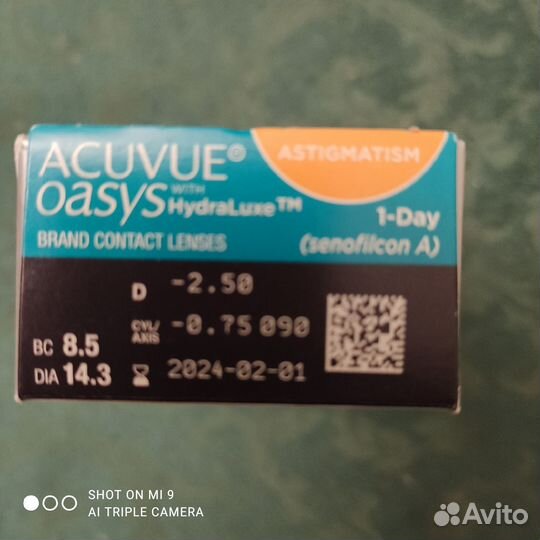 ACUVUE®
ASTIGMATISM
oasys WITH HydraLuxe™
1-Day
BRAND CONTACT LENSES
(senofilcon A)
D -2.50
CYL/AXIS -0.75 090
BC 8.5
DIA 14.3
2024-02-01
SHOT ON MI 9
AI TRIPLE CAMERA
Avito